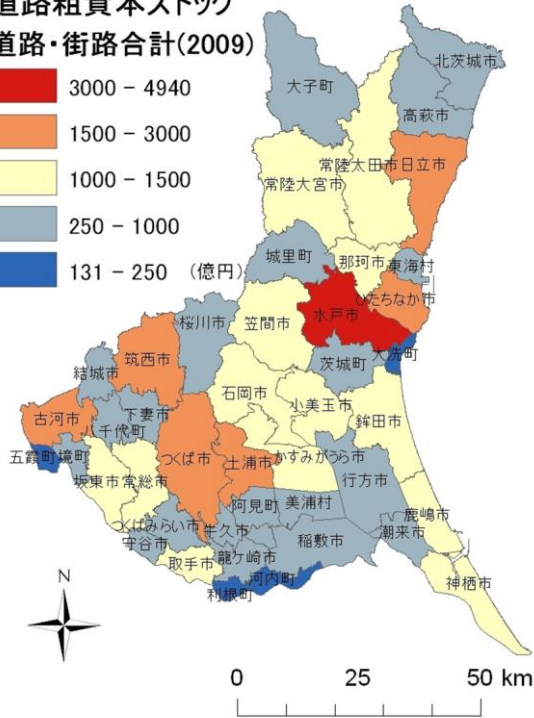 道路粗資本ストック
道路・街路合計(2009)
3000 - 4940
1500 - 3000
1000 - 1500
250 - 1000
131 - 250 (億円)
北茨城市
大子町
高萩市
常陸太田市
日立市
常陸大宮市
城里町
那珂市
東海村
ひたちなか市
水戸市
桜川市
笠間市
大洗町
茨城町
筑西市
結城市
石岡市
小美玉市
鉾田市
古河市
下妻市
八千代町
五霞町
境町
つくば市
土浦市
かすみがうら市
坂東市
常総市
行方市
阿見町
美浦村
鹿嶋市
つくばみらい市
牛久市
守谷市
稲敷市
潮来市
取手市
龍ケ崎市
河内町
利根町
神栖市
N
0 25 50 km